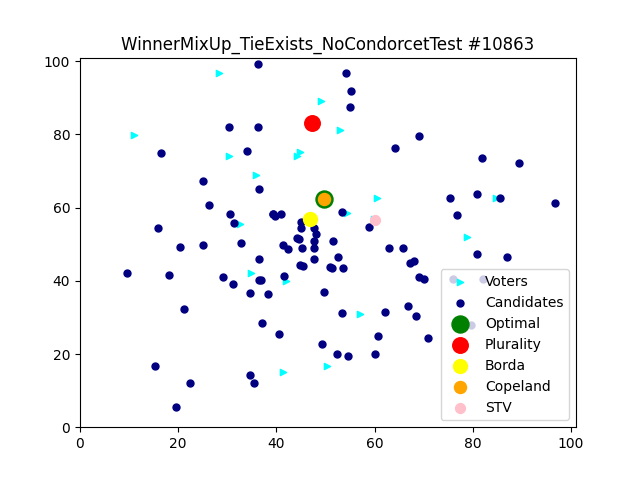 WinnerMixUp_TieExists_NoCondorcetTest #10863
100
80
60
40
20
0
0
20
40
60
80
100
Voters
Candidates
Optimal
Plurality
Borda
Copeland
STV